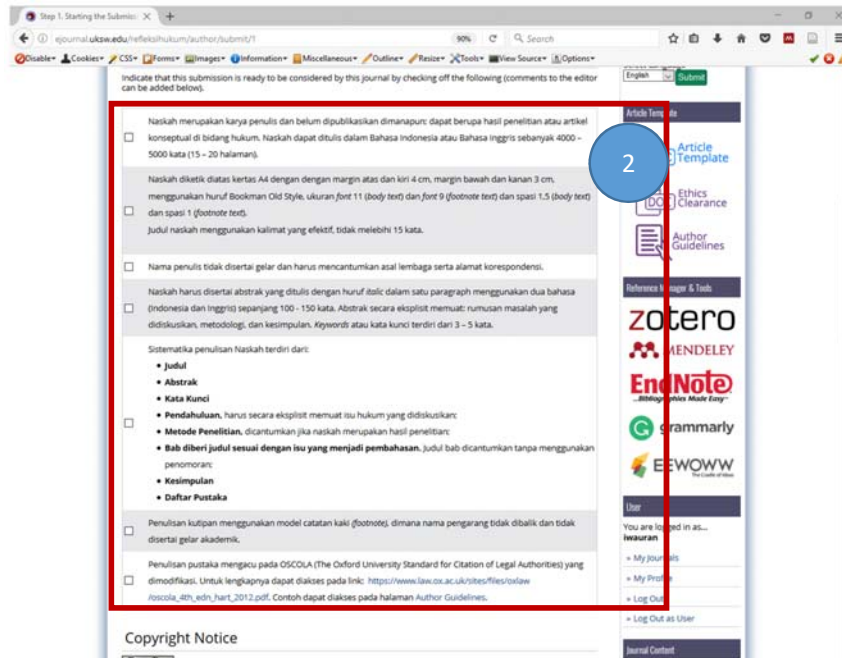 Step 1. Starting the Submiss
ejournal.uksw.edu/refleksihukum/author/submit/1
90%
Search
Disable Cookies CSS Forms Images Information Miscellaneous Outline Resize Tools View Source Options
Indicate that this submission is ready to be considered by this journal by checking off the following (comments to the editor
can be added below).
Naskah merupakan karya penulis dan belum dipublikasikan dimanapun: dapat berupa hasil penelitian atau artikel
konseptual di bidang hukum. Naskah dapat ditulis dalam Bahasa Indonesia atau Bahasa Inggris sebanyak 4000 –
5000 kata (15 – 20 halaman).
Naskah diketik diatas kertas A4 dengan dengan margin atas dan kiri 4 cm, margin bawah dan kanan 3 cm,
menggunakan huruf Bookman Old Style, ukuran font 11 (body text) dan font 9 (footnote text) dan spasi 1,5 (body text)
dan spasi 1 (footnote text).
Judul naskah menggunakan kalimat yang efektif, tidak melebihi 15 kata.
Nama penulis tidak disertai gelar dan harus mencantumkan asal lembaga serta alamat korespondensi.
Naskah harus disertai abstrak yang ditulis dengan huruf italic dalam satu paragraph menggunakan dua bahasa
(Indonesia dan Inggris) sepanjang 100 - 150 kata. Abstrak secara eksplisit memuat: rumusan masalah yang
didiskusikan, metodologi, dan kesimpulan. Keywords atau kata kunci terdiri dari 3 – 5 kata.
Sistematika penulisan Naskah terdiri dari:
• Judul
• Abstrak
• Kata Kunci
• Pendahuluan, harus secara eksplisit memuat isu hukum yang didiskusikan;
• Metode Penelitian, dicantumkan jika naskah merupakan hasil penelitian;
• Bab diberi judul sesuai dengan isu yang menjadi pembahasan. Judul bab dicantumkan tanpa menggunakan
penomoran;
• Kesimpulan
• Daftar Pustaka
Penulisan kutipan menggunakan model catatan kaki (footnote), dimana nama pengarang tidak dibalik dan tidak
disertai gelar akademik.
Penulisan pustaka mengacu pada OSCOLA (The Oxford University Standard for Citation of Legal Authorities) yang
dimodifikasi. Untuk lengkapnya dapat diakses pada link: https://www.law.ox.ac.uk/sites/files/oxlaw
/oscola_4th_edn_hart_2012.pdf. Contoh dapat diakses pada halaman Author Guidelines.
Copyright Notice
2
English
Submit
Article Template
Article
Template
Ethics
Clearance
Author
Guidelines
Reference Manager & Tools
zotero
MENDELEY
EndNote
...Bibliographies Made Easy
grammarly
EEWOWW
User
You are logged in as...
iwauran
» My Journals
» My Profile
» Log Out
» Log Out as User
Journal Content